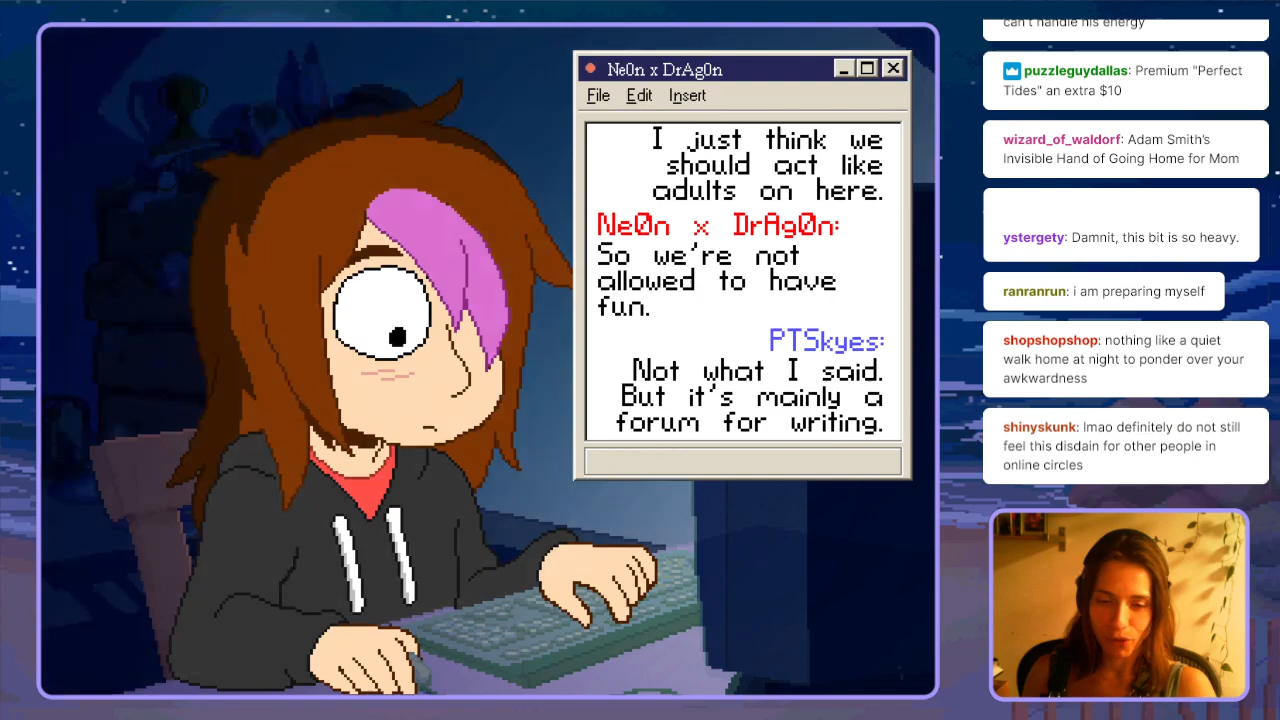 Ne0n x DrAg0n
File Edit Insert
I just think we
should act like
adults on here.
Ne0n x DrAg0n:
So we're not
allowed to have
fun.
PTSkyes:
Not what I said.
But it's mainly a
forum for writing.
can't handle his energy
puzzleguydallas: Premium "Perfect
Tides" an extra $10
wizard_of_waldorf: Adam Smith's
Invisible Hand of Going Home for Mom
ystergety: Damnit, this bit is so heavy.
ranranrun: i am preparing myself
shopshopshop: nothing like a quiet
walk home at night to ponder over your
awkwardness
shinyskunk: lmao definitely do not still
feel this disdain for other people in
online circles